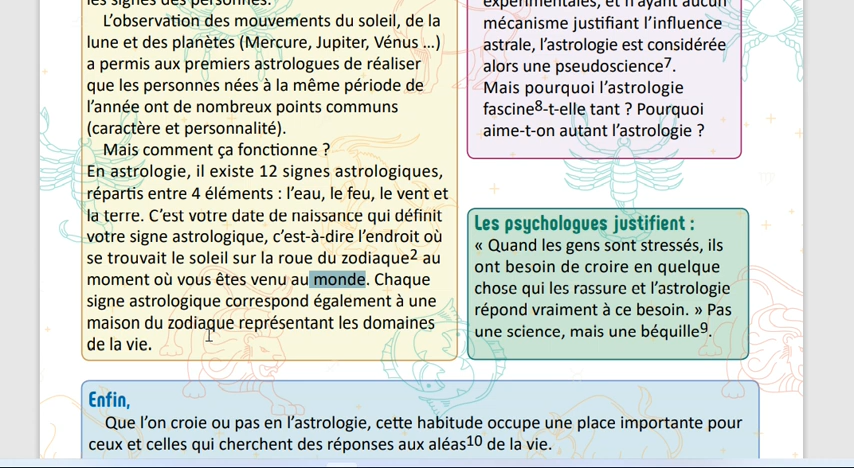 les signes des personnes.
L’observation des mouvements du soleil, de la
lune et des planètes (Mercure, Jupiter, Vénus ...)
a permis aux premiers astrologues de réaliser
que les personnes nées à la même période de
l’année ont de nombreux points communs
(caractère et personnalité).
Mais comment ça fonctionne ?
En astrologie, il existe 12 signes astrologiques,
répartis entre 4 éléments : l’eau, le feu, le vent et
la terre. C’est votre date de naissance qui définit
votre signe astrologique, c’est-à-dire l’endroit où
se trouvait le soleil sur la roue du zodiaque² au
moment où vous êtes venu au monde. Chaque
signe astrologique correspond également à une
maison du zodiaque représentant les domaines
de la vie.
expérimentales, et n’ayant aucun
mécanisme justifiant l’influence
astrale, l’astrologie est considérée
alors une pseudoscience⁷.
Mais pourquoi l’astrologie
fascine⁸-t-elle tant ? Pourquoi
aime-t-on autant l’astrologie ?
Les psychologues justifient :
« Quand les gens sont stressés, ils
ont besoin de croire en quelque
chose qui les rassure et l’astrologie
répond vraiment à ce besoin. » Pas
une science, mais une béquille⁹.
Enfin,
Que l’on croie ou pas en l’astrologie, cette habitude occupe une place importante pour
ceux et celles qui cherchent des réponses aux aléas¹⁰ de la vie.